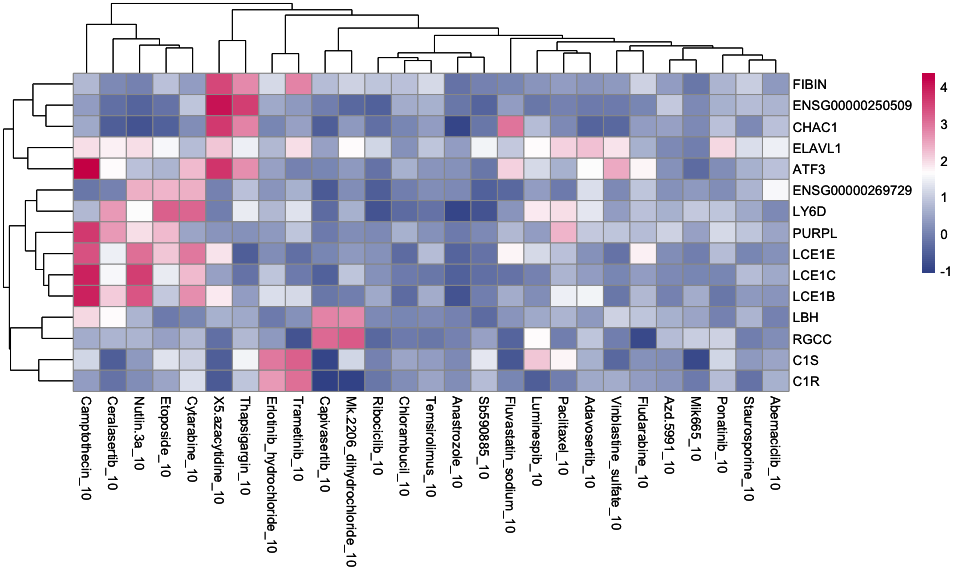 FIBIN
ENSG00000250509
CHAC1
ELAVL1
ATF3
ENSG00000269729
LY6D
PURPL
LCE1E
LCE1C
LCE1B
LBH
RGCC
C1S
C1R
4
3
2
1
0
-1
Camptothecin_10
Ceralasertib_10
Nutlin.3a_10
Etoposide_10
Cytarabine_10
X5.azacytidine_10
Thapsigargin_10
Erlotinib_hydrochloride_10
Trametinib_10
Capivasertib_10
Mk.2206_dihydrochloride_10
Ribociclib_10
Chlorambucil_10
Temsirolimus_10
Anastrozole_10
Sb590885_10
Fluvastatin_sodium_10
Luminespib_10
Paclitaxel_10
Adavosertib_10
Vinblastine_sulfate_10
Fludarabine_10
Azd.5991_10
Mik665_10
Ponatinib_10
Staurosporine_10
Abemaciclib_10